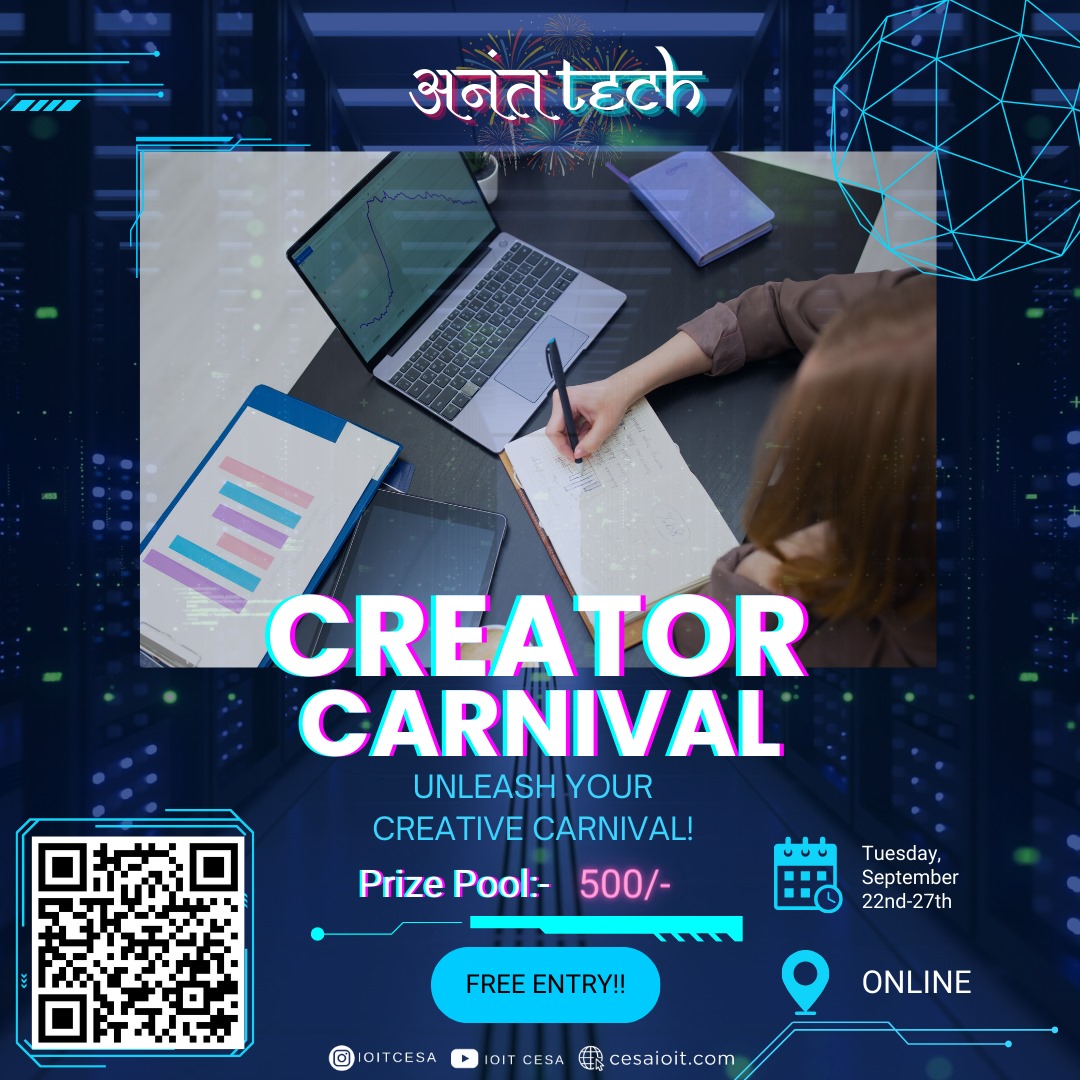 अनंत tech
CREATOR
CARNIVAL
UNLEASH YOUR
CREATIVE CARNIVAL!
Prize Pool:- 500/-
Tuesday,
September
22nd-27th
FREE ENTRY!!
ONLINE
IOITCESA IOIT CESA cesaioit.com